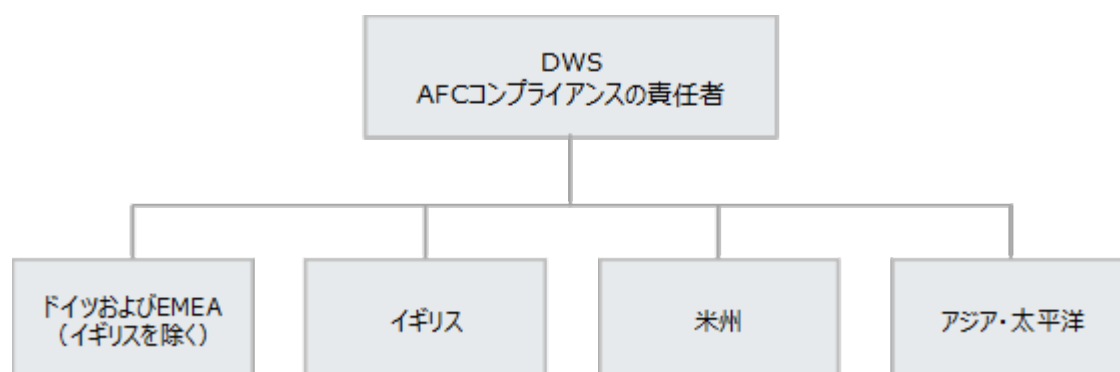 DWS
AFCコンプライアンスの責任者
ドイツおよびEMEA
（イギリスを除く）
イギリス
米州
アジア・太平洋